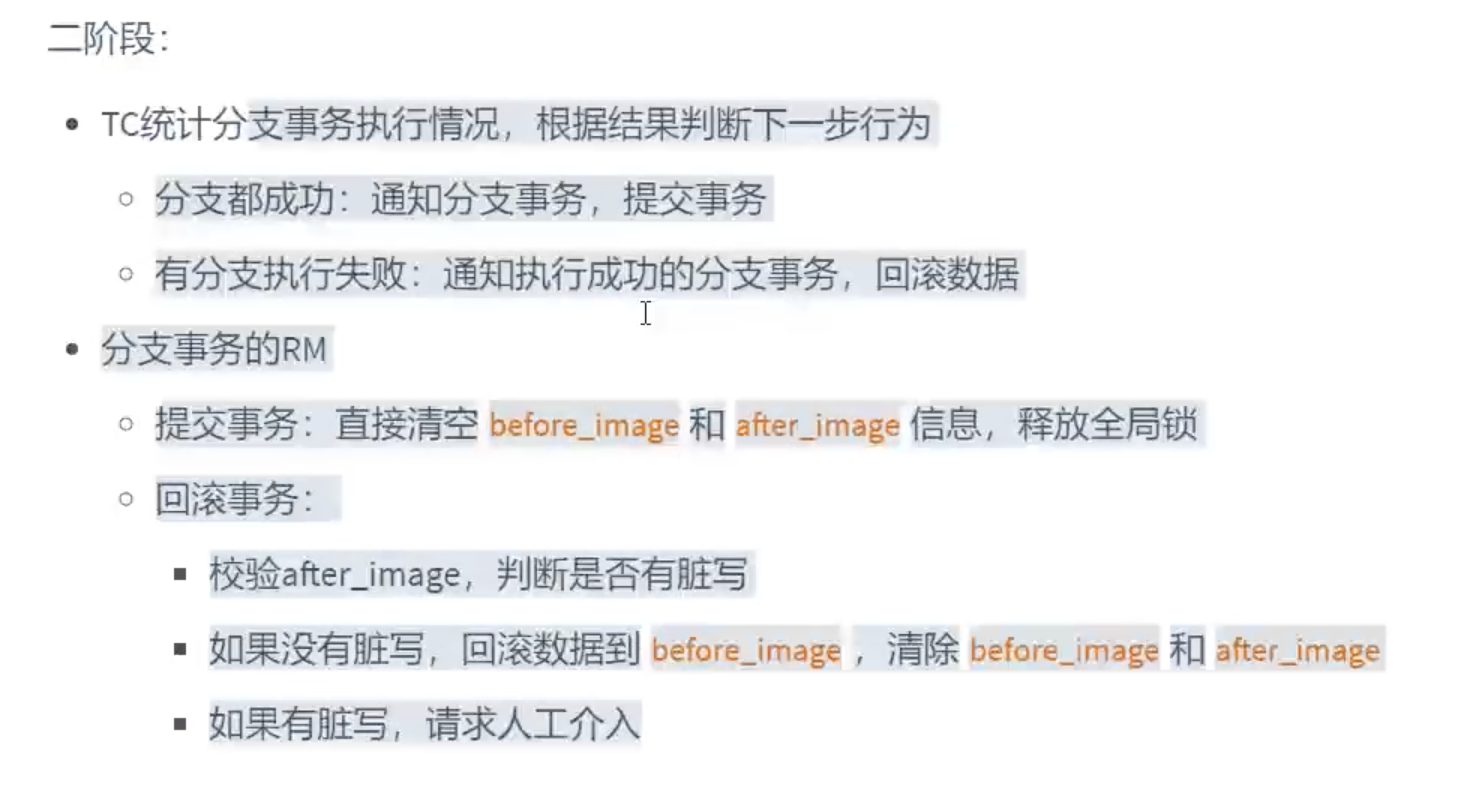 二阶段：
TC统计分支事务执行情况，根据结果判断下一步行为
分支都成功：通知分支事务，提交事务
有分支执行失败：通知执行成功的分支事务，回滚数据
分支事务的RM
提交事务：直接清空 before_image 和 after_image 信息，释放全局锁
回滚事务：
校验after_image，判断是否有脏写
如果没有脏写，回滚数据到 before_image ，清除 before_image 和 after_image
如果有脏写，请求人工介入